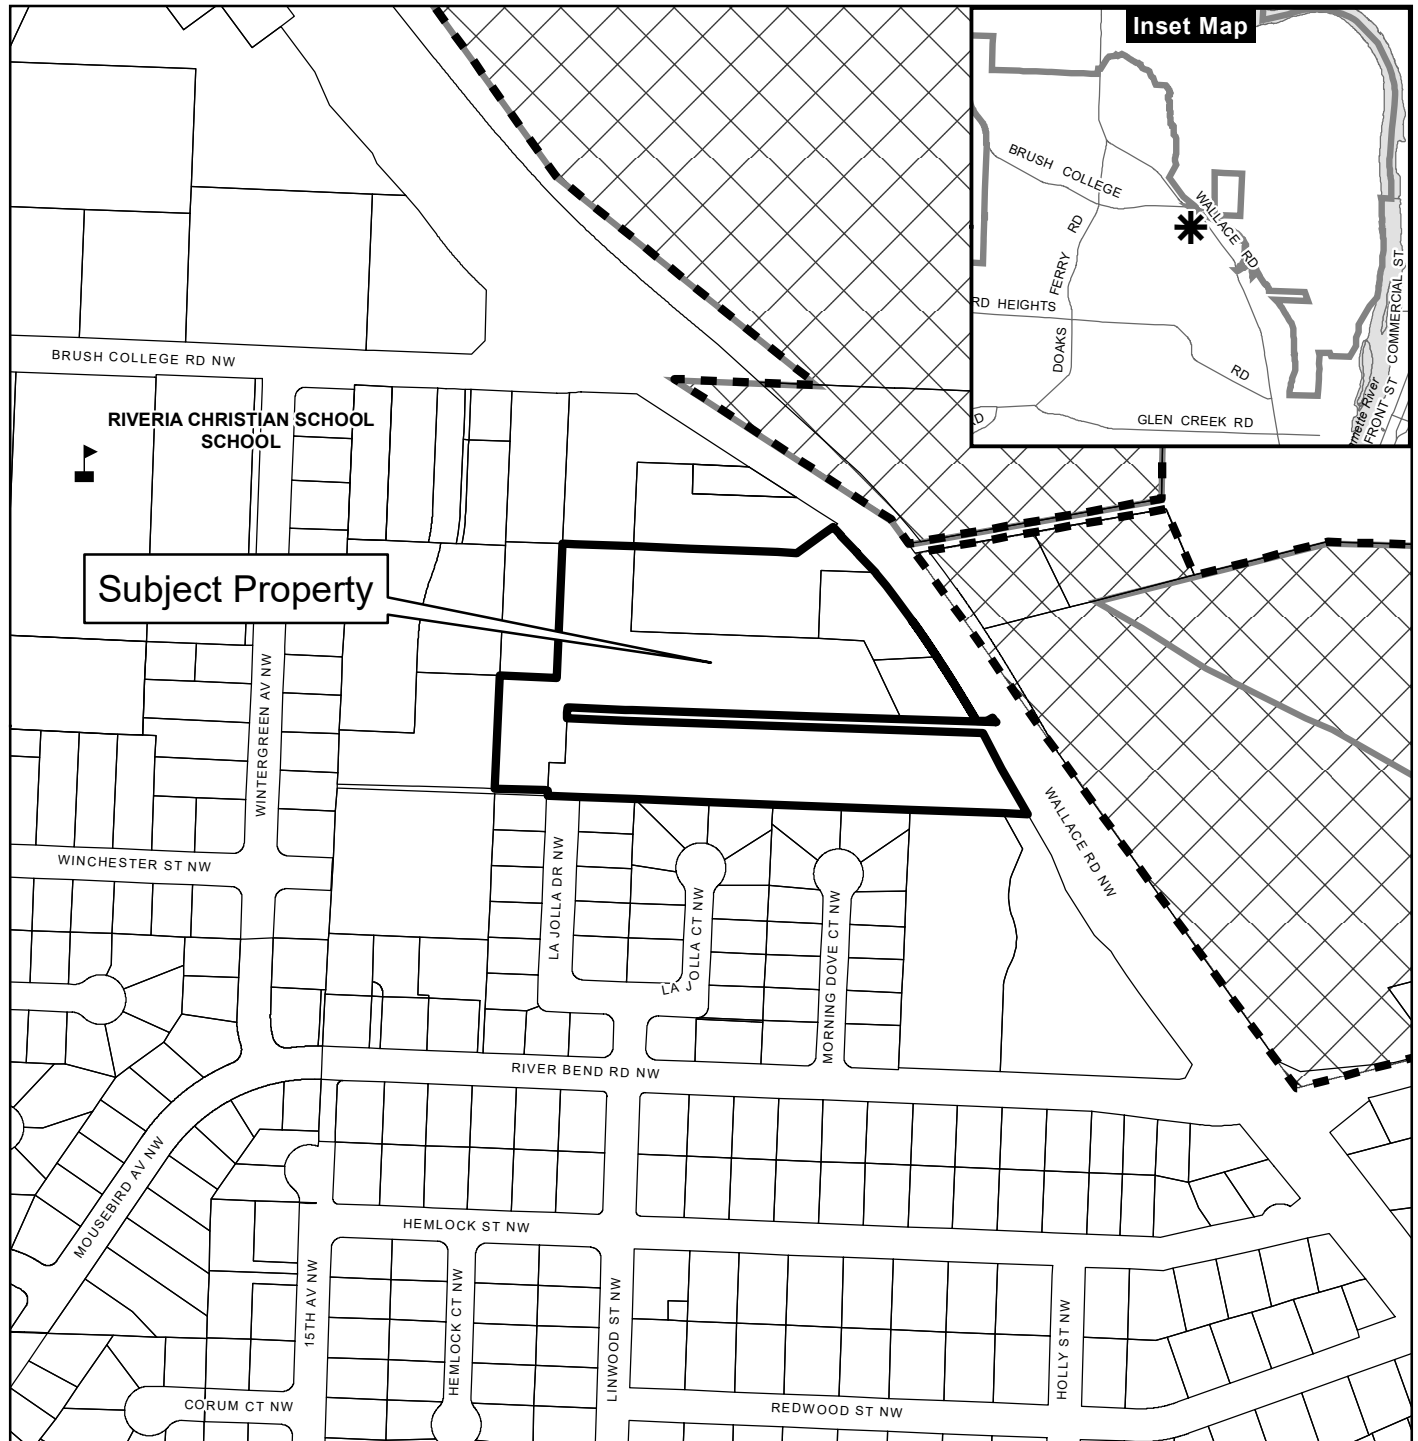 Inset Map
BRUSH COLLEGE
WALLACE RD
FERRY RD
DOAKS
RD HEIGHTS
RD
RD
GLEN CREEK RD
COMMERCIAL ST
FRONT ST
mette River
BRUSH COLLEGE RD NW
RIVERIA CHRISTIAN SCHOOL
SCHOOL
Subject Property
WINTERGREEN AV NW
WINCHESTER ST NW
LA JOLLA DR NW
LA JOLLA CT NW
MORNING DOVE CT NW
WALLACE RD NW
RIVER BEND RD NW
MOUSEBIRD AV NW
HEMLOCK ST NW
15TH AV NW
HEMLOCK CT NW
LINWOOD ST NW
HOLLY ST NW
CORUM CT NW
REDWOOD ST NW